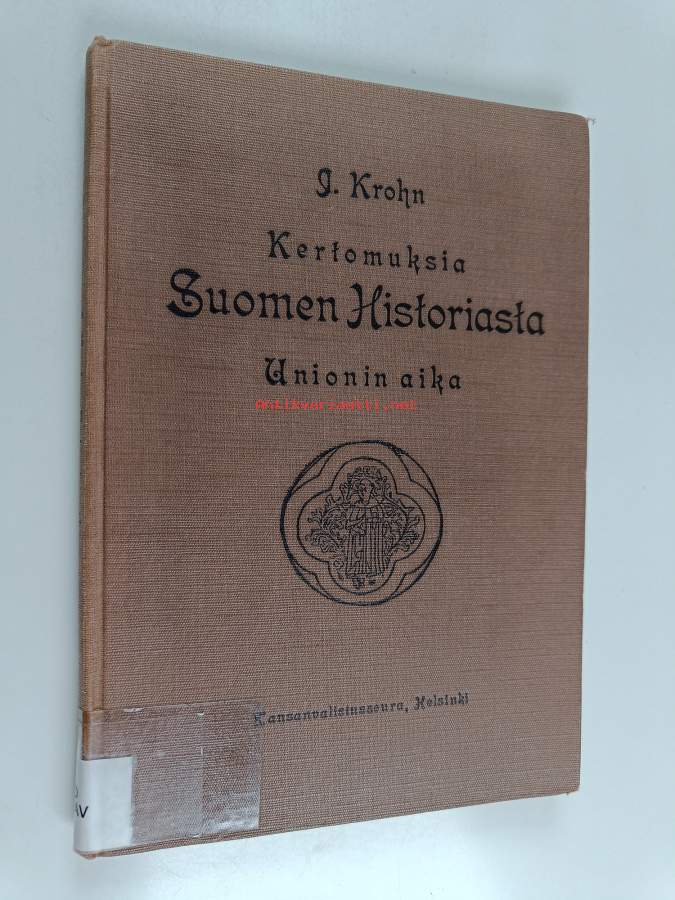 J. Krohn
Kertomuksia
Suomen Historiasta
Unionin aika
antikvariaatti.net
Kansanvalistusseura, Helsinki